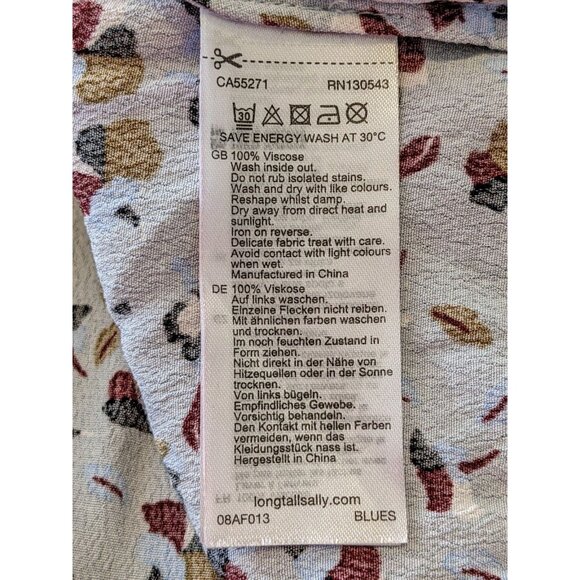 CA55271 RN130543
30
SAVE ENERGY WASH AT 30°C
GB 100% Viscose
Wash inside out.
Do not rub isolated stains.
Wash and dry with like colours.
Reshape whilst damp.
Dry away from direct heat and
sunlight.
Iron on reverse.
Delicate fabric treat with care.
Avoid contact with light colours
when wet.
Manufactured in China
DE 100% Viskose
Auf links waschen.
Einzeine Flecken nicht reiben.
Mit ähnlichen farben waschen
und trocknen.
Im noch feuchten Zustand in
Form ziehen.
Nicht direkt in der Nähe von
Hitzequellen oder in der Sonne
trocknen.
Von links bügeln.
Empfindliches Gewebe.
Vorsichtig behandeln.
Den Kontakt mit hellen Farben
vermeiden, wenn das
Kleidungsstück nass ist.
Hergestellt in China
longtallsally.com
08AF013 BLUES